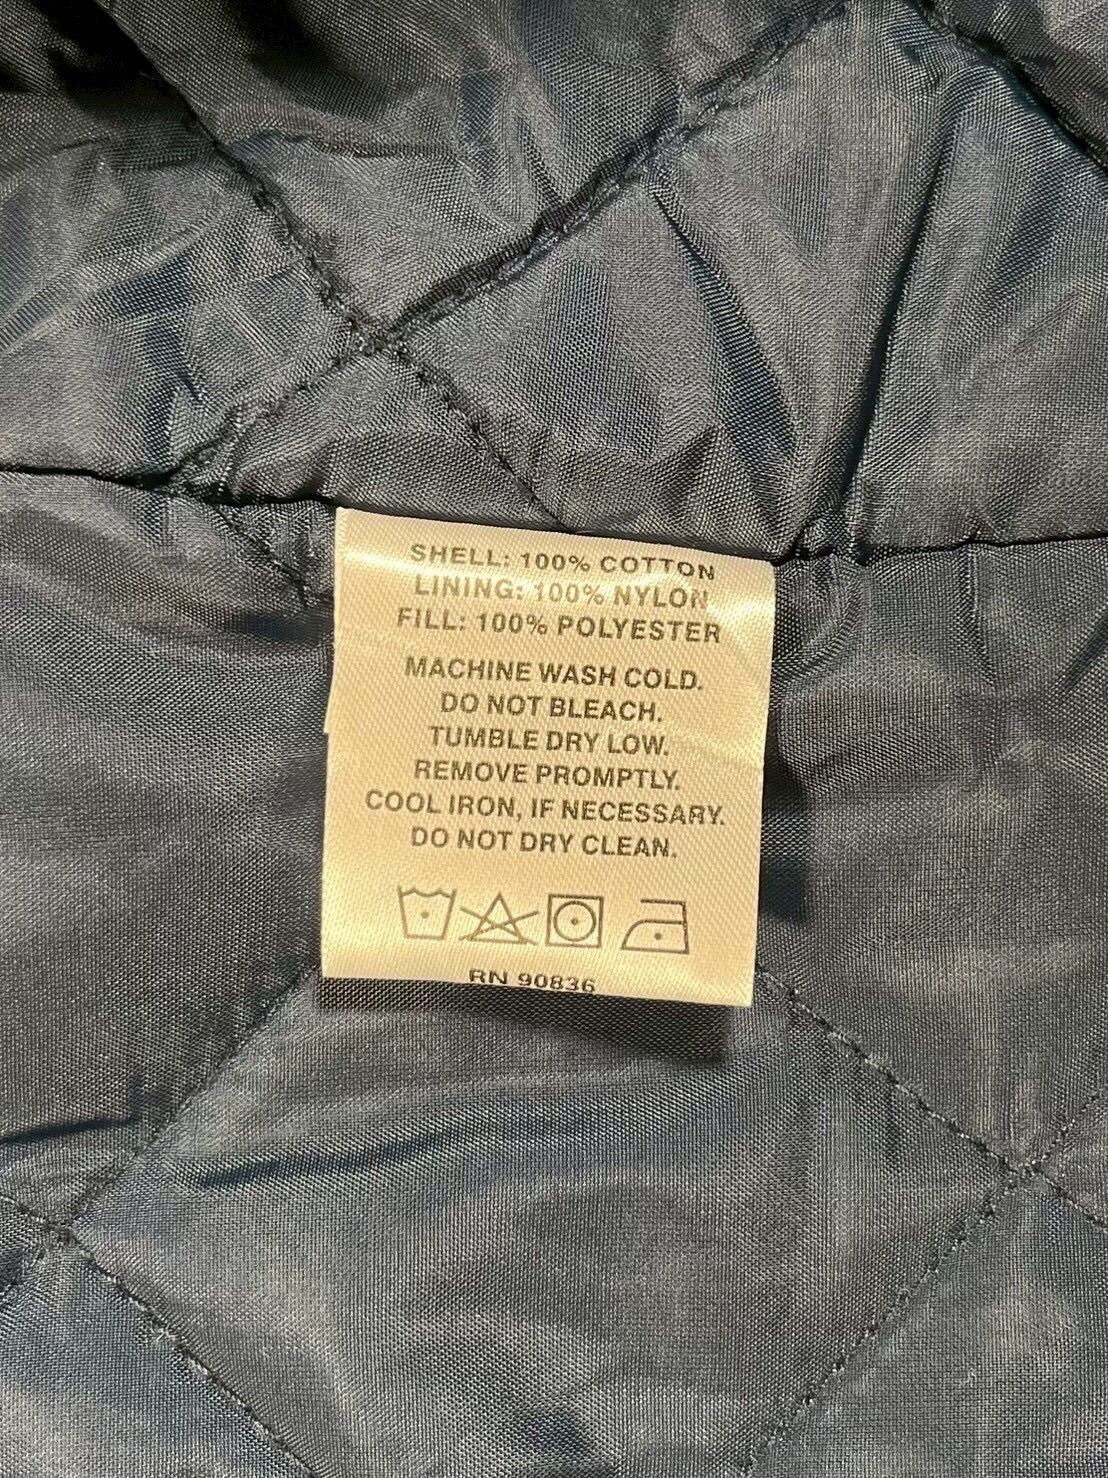 SHELL: 100% COTTON
LINING: 100% NYLON
FILL: 100% POLYESTER
MACHINE WASH COLD.
DO NOT BLEACH.
TUMBLE DRY LOW.
REMOVE PROMPTLY.
COOL IRON, IF NECESSARY.
DO NOT DRY CLEAN.
RN 90836